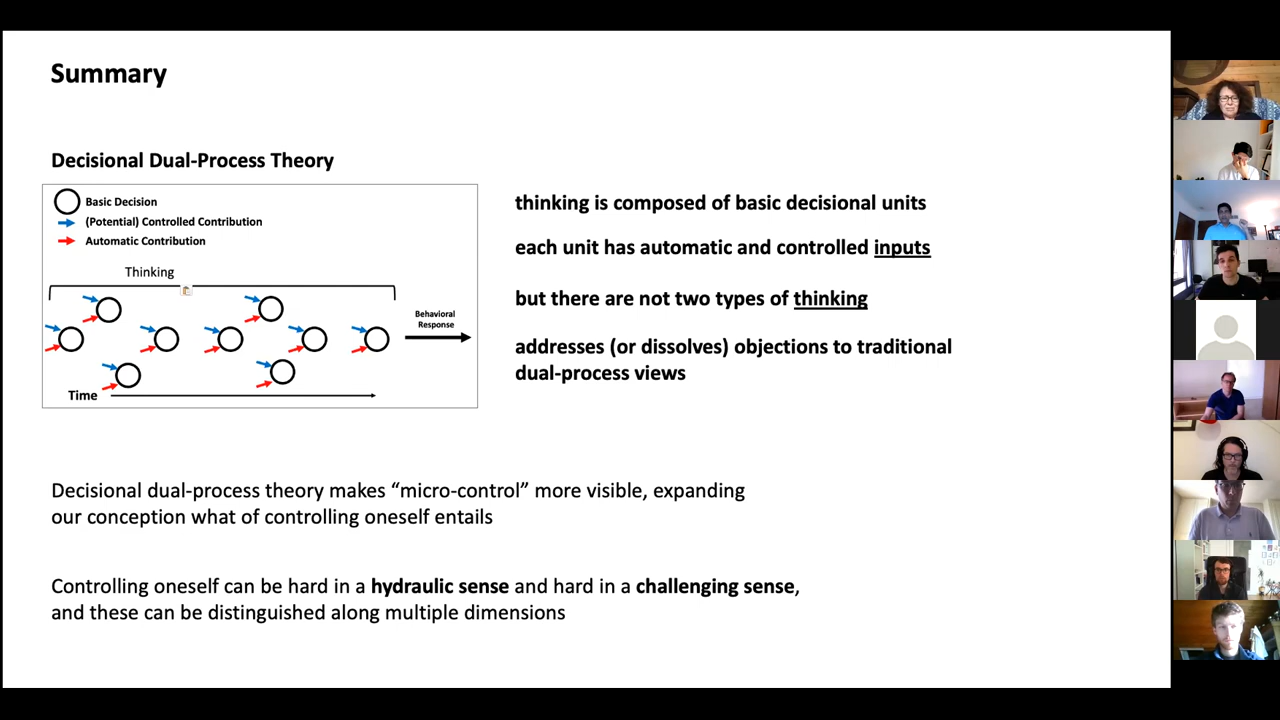 Summary
Decisional Dual-Process Theory
Basic Decision
(Potential) Controlled Contribution
Automatic Contribution
Thinking
Behavioral
Response
Time
thinking is composed of basic decisional units
each unit has automatic and controlled inputs
but there are not two types of thinking
addresses (or dissolves) objections to traditional
dual-process views
Decisional dual-process theory makes “micro-control” more visible, expanding
our conception what of controlling oneself entails
Controlling oneself can be hard in a hydraulic sense and hard in a challenging sense,
and these can be distinguished along multiple dimensions